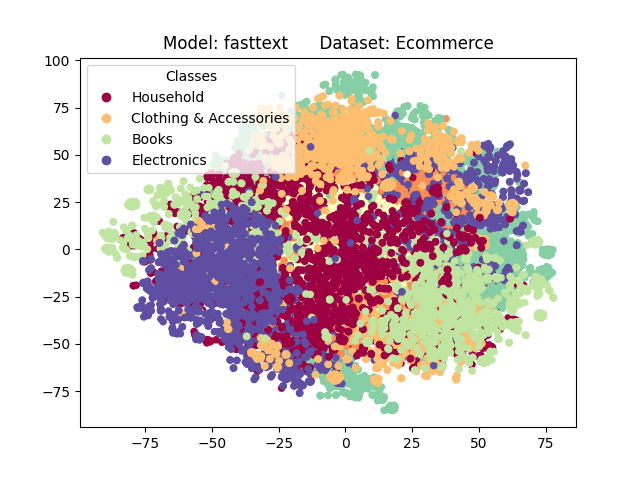 Model: fasttext      Dataset: Ecommerce
Classes
Household
Clothing & Accessories
Books
Electronics
100
75
50
25
0
−25
−50
−75
−75
−50
−25
0
25
50
75